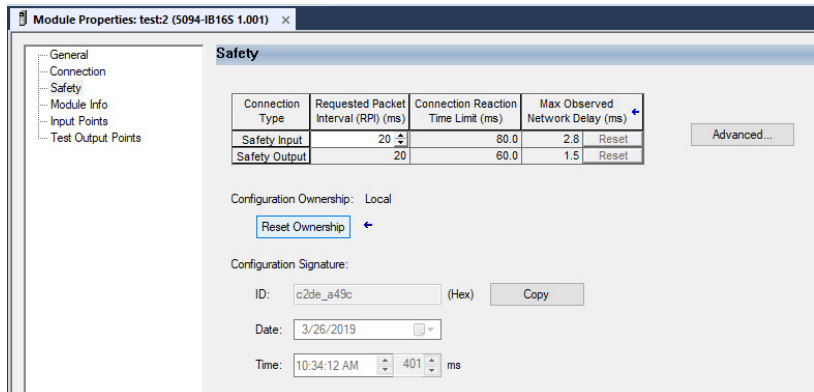 Module Properties: test:2 (5094-IB16S 1.001) ×
General
Connection
Safety
Module Info
Input Points
Test Output Points
Safety
Connection Type Requested Packet Interval (RPI) (ms) Connection Reaction Time Limit (ms) Max Observed Network Delay (ms)
Safety Input 20 80.0 2.8 Reset
Safety Output 20 60.0 1.5 Reset
Advanced...
Configuration Ownership: Local
Reset Ownership
Configuration Signature:
ID: c2de_a49c (Hex) Copy
Date: 3/26/2019
Time: 10:34:12 AM 401 ms